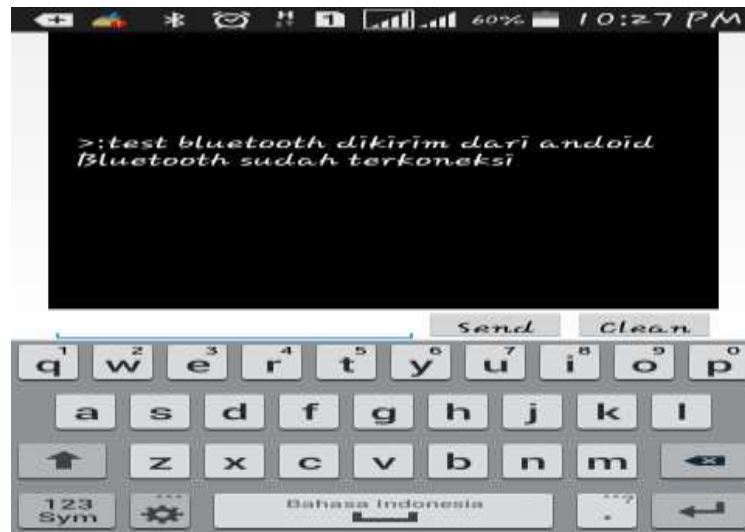 1 60% 10:27 PM
>:test bluetooth dikirim dari andoid
Bluetooth sudah terkoneksi
Send Clean
1 2 3 4 5 6 7 8 9 0
q w e r t y u i o p
a s d f g h j k l
z x c v b n m
123 ... Bahasa Indonesia ...?
Sym .